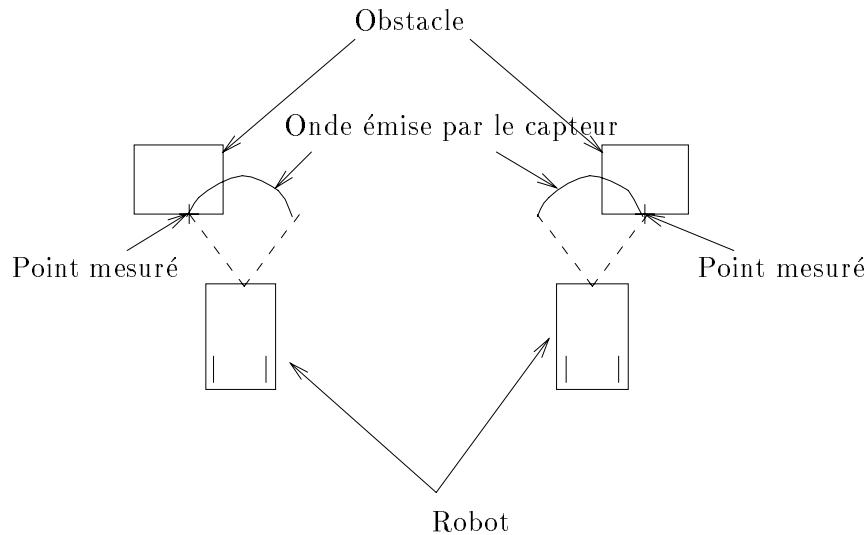 Obstacle
Onde émise par le capteur
Point mesuré
Point mesuré
Robot